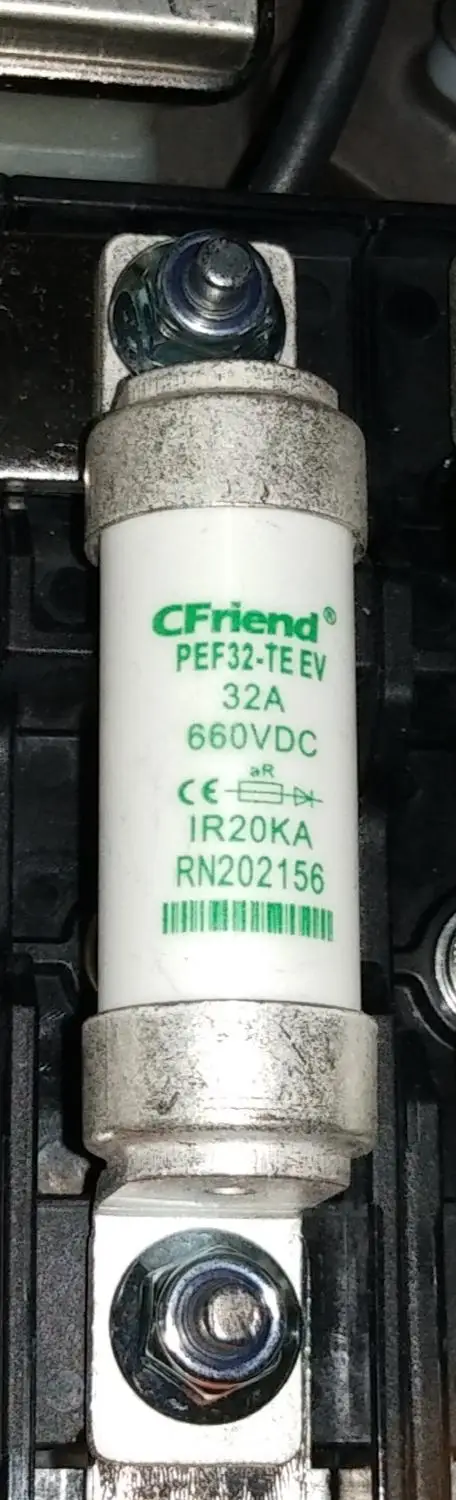 CFriend®
PEF32-TE EV
32A
660VDC
aR
CE
IR20KA
RN202156